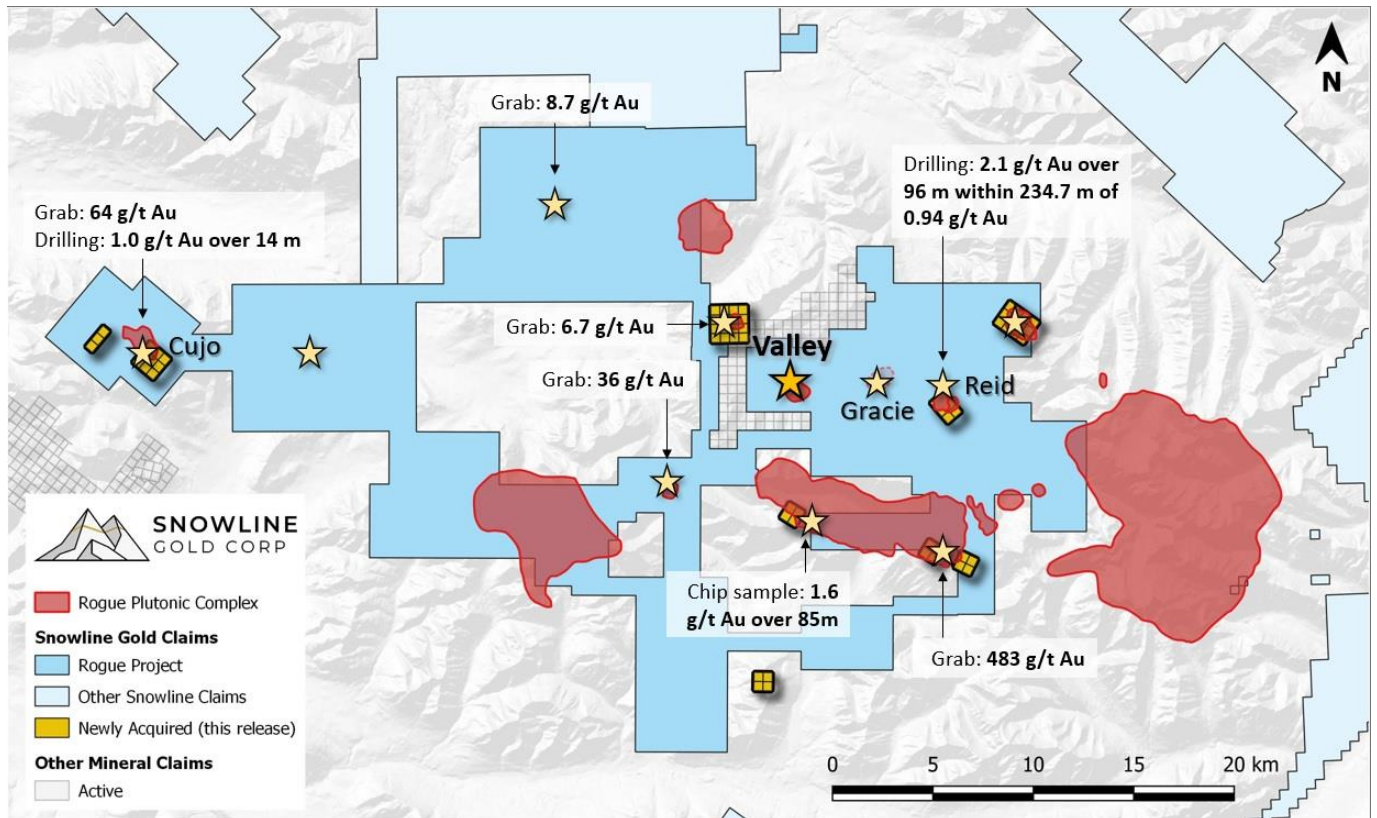 N
Grab: 8.7 g/t Au
Drilling: 2.1 g/t Au over
96 m within 234.7 m of
0.94 g/t Au
Grab: 64 g/t Au
Drilling: 1.0 g/t Au over 14 m
Cujo
Grab: 6.7 g/t Au
Valley
Grab: 36 g/t Au
Gracie
Reid
Chip sample: 1.6
g/t Au over 85m
Grab: 483 g/t Au
SNOWLINE
GOLD CORP
Rogue Plutonic Complex
Snowline Gold Claims
Rogue Project
Other Snowline Claims
Newly Acquired (this release)
Other Mineral Claims
Active
0 5 10 15 20 km